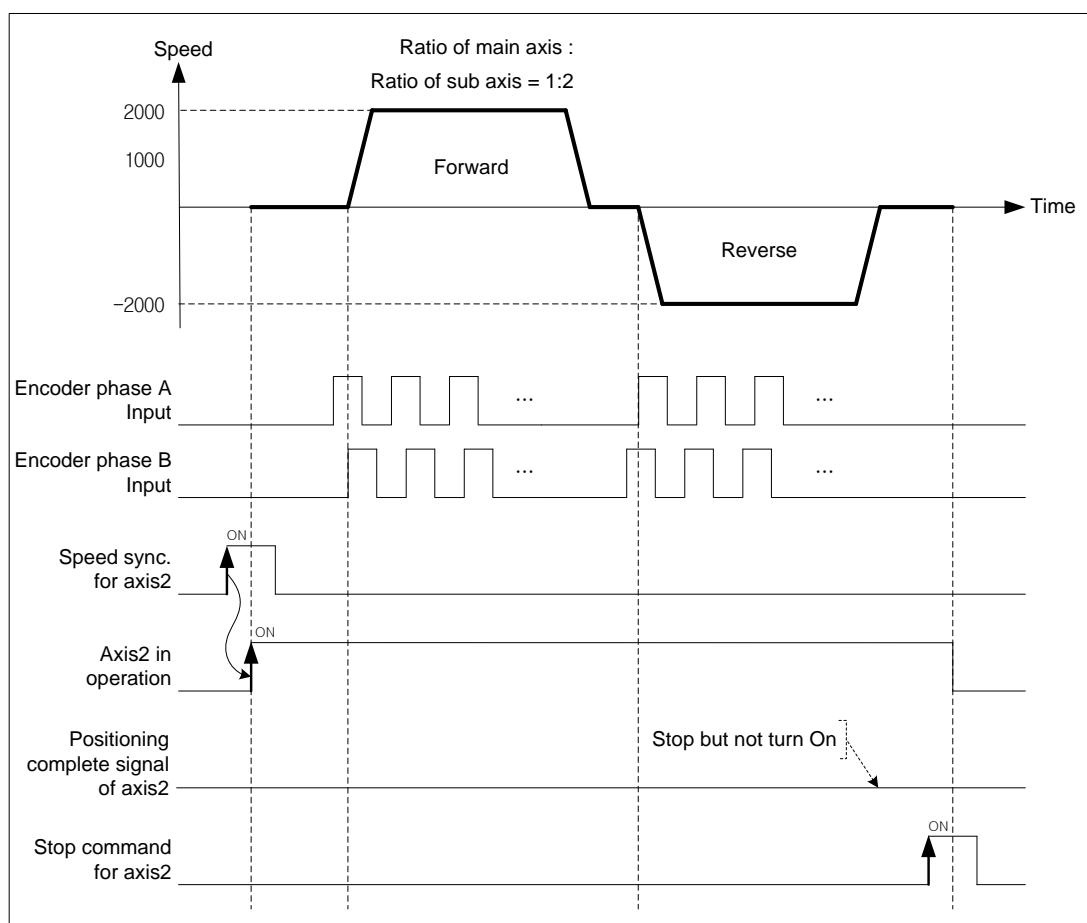 Ratio of main axis :
Speed
Ratio of sub axis = 1:2
2000
1000
Forward
Time
Reverse
−2000
Encoder phase A
Input
...
...
Encoder phase B
Input
...
...
ON
Speed sync.
for axis2
ON
Axis2 in
operation
Positioning
complete signal
of axis2
Stop but not turn On
ON
Stop command
for axis2